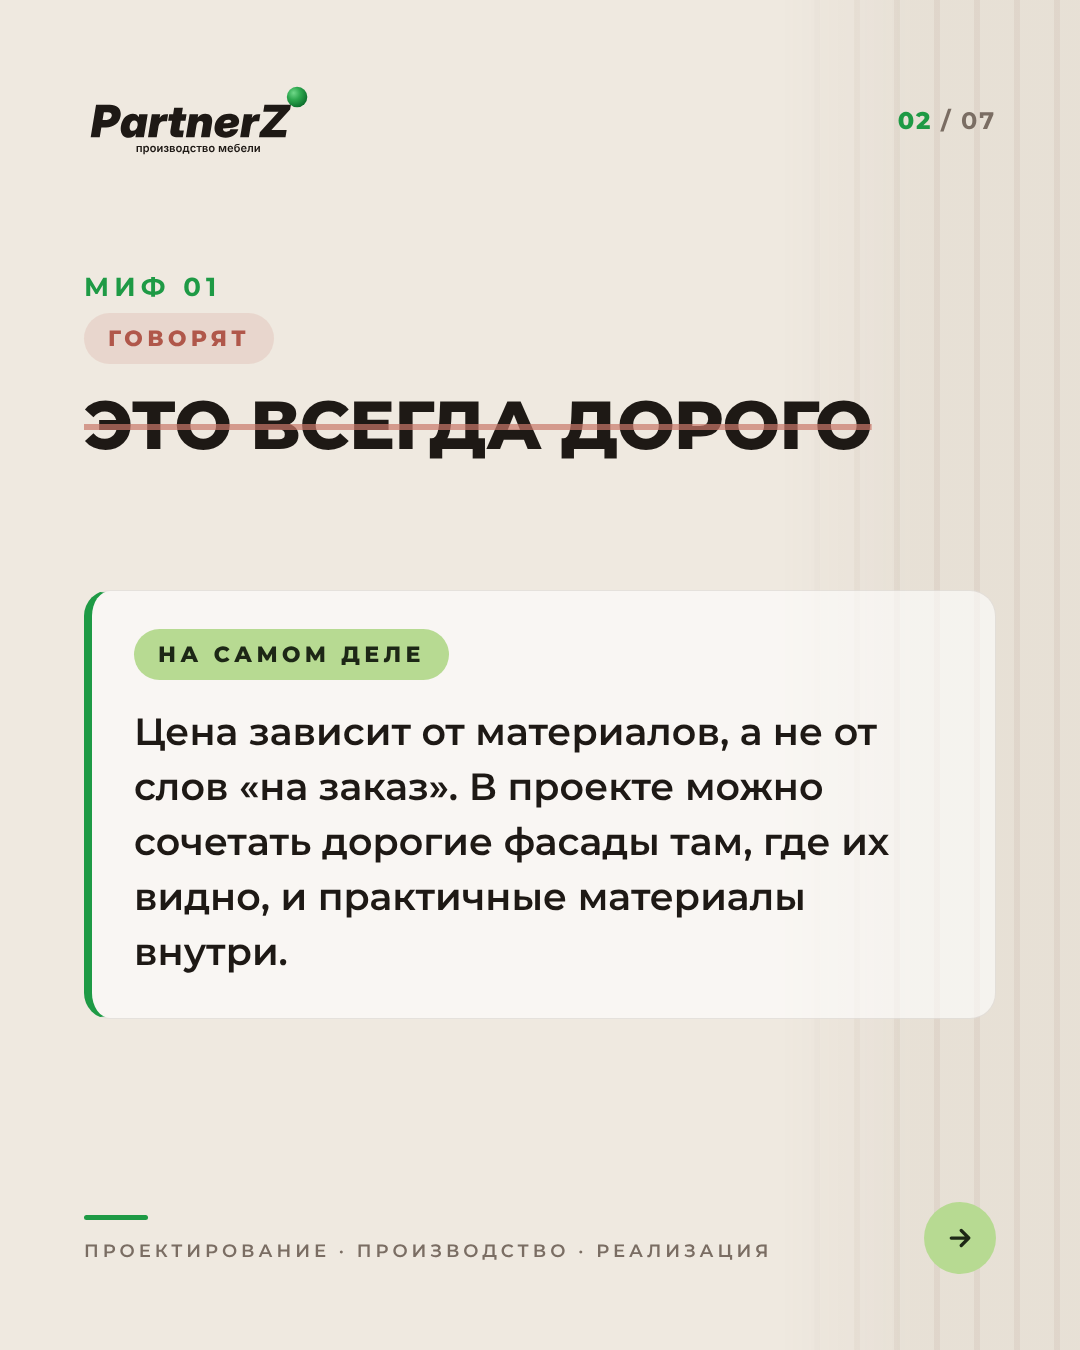 PartnerZ
производство мебели
02 / 07
МИФ 01
ГОВОРЯТ
ЭТО ВСЕГДА ДОРОГО
НА САМОМ ДЕЛЕ
Цена зависит от материалов, а не от
слов «на заказ». В проекте можно
сочетать дорогие фасады там, где их
видно, и практичные материалы
внутри.
ПРОЕКТИРОВАНИЕ · ПРОИЗВОДСТВО · РЕАЛИЗАЦИЯ